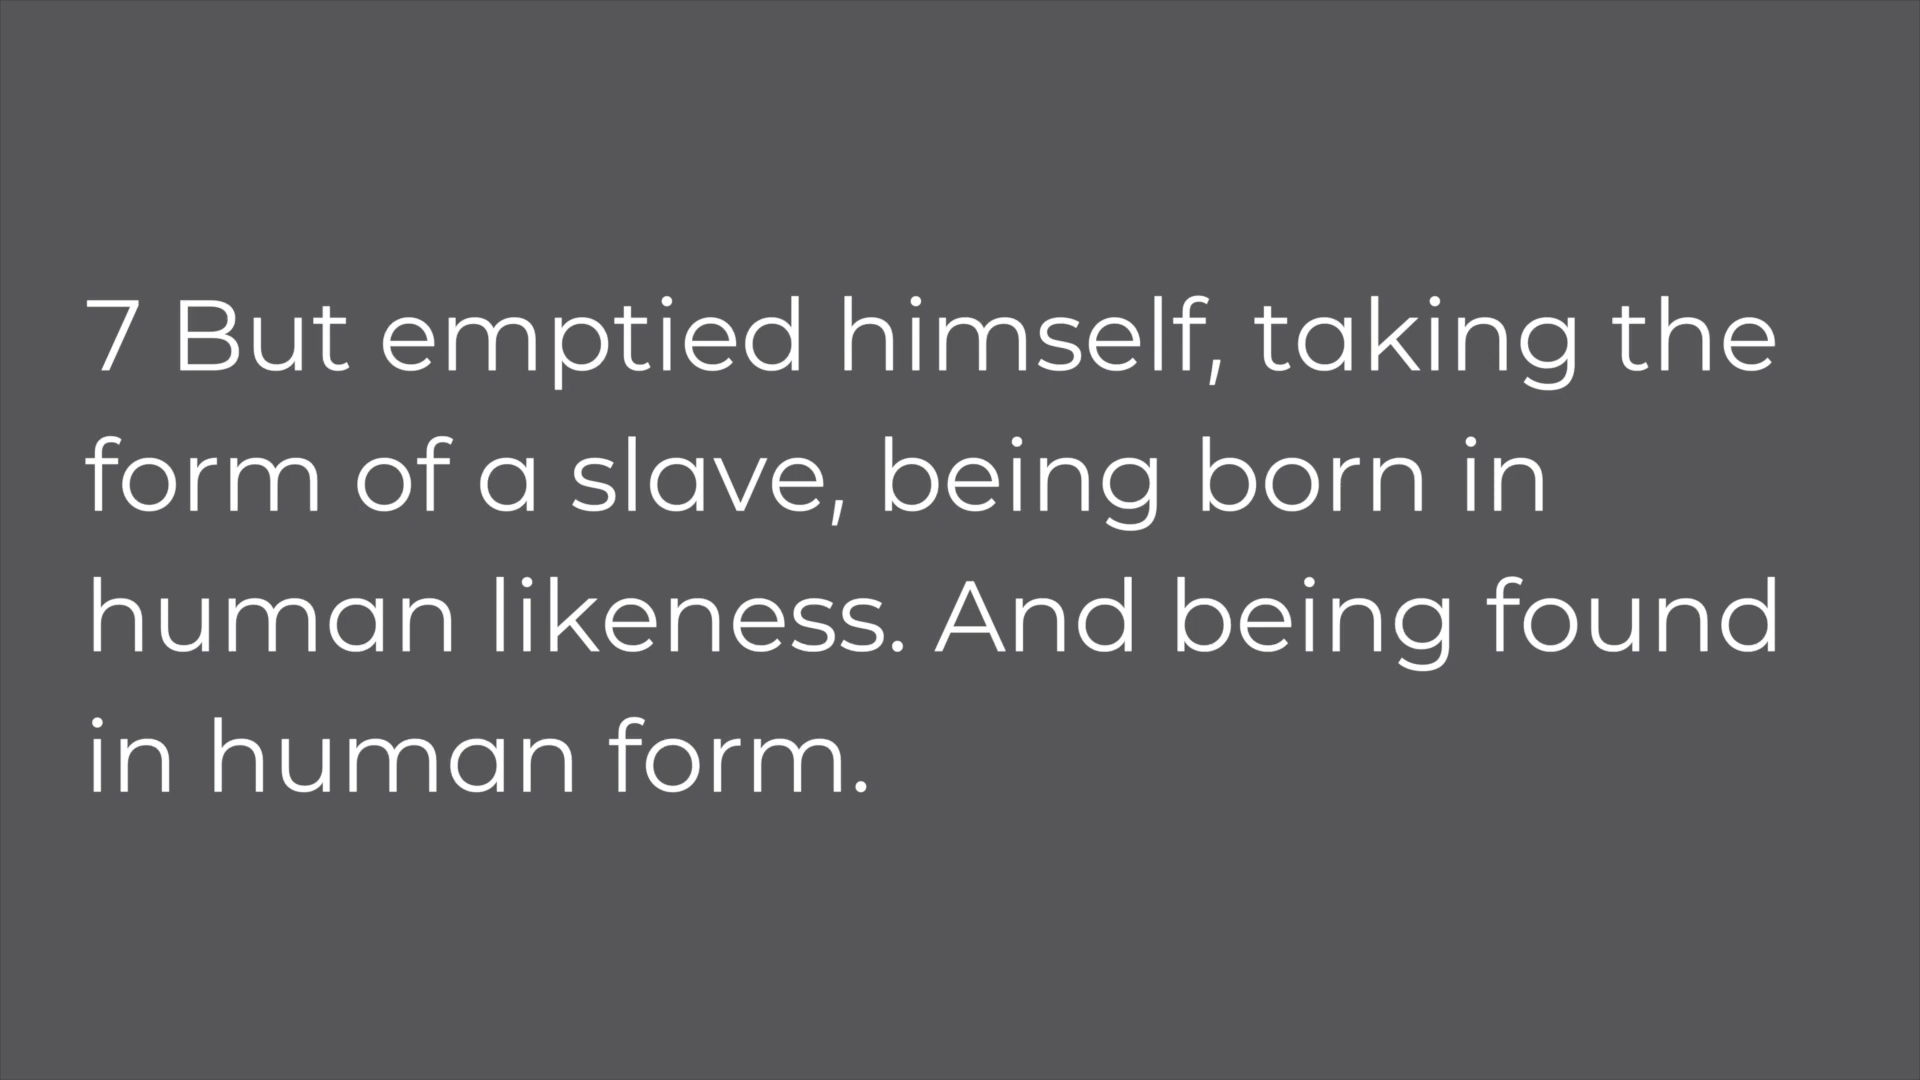 7 But emptied himself, taking the
form of a slave, being born in
human likeness. And being found
in human form.